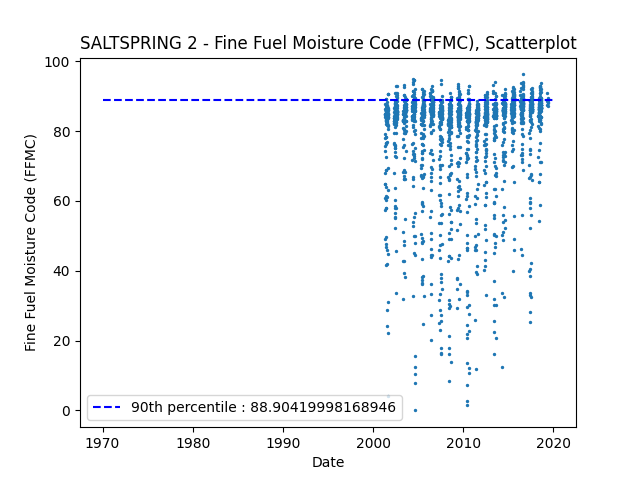 SALTSPRING 2 - Fine Fuel Moisture Code (FFMC), Scatterplot
Fine Fuel Moisture Code (FFMC)
100
80
60
40
20
0
90th percentile : 88.90419998168946
1970 1980 1990 2000 2010 2020
Date